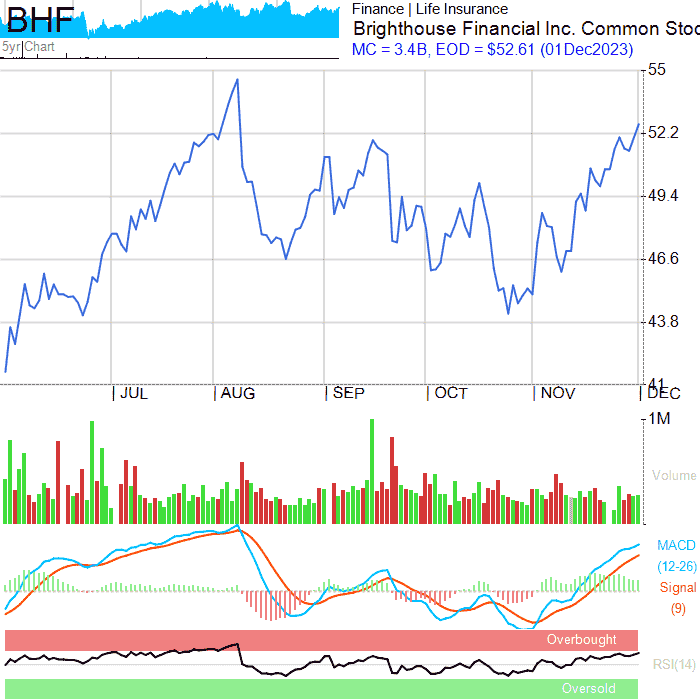 BHF
Finance | Life Insurance
Brighthouse Financial Inc. Common Stoc
MC = 3.4B, EOD = $52.61 (01Dec2023)
5yr Chart
55
52.2
49.4
46.6
43.8
41
JUL AUG SEP OCT NOV DEC
1M
Volume
MACD
(12-26)
Signal
(9)
Overbought
RSI(14)
Oversold